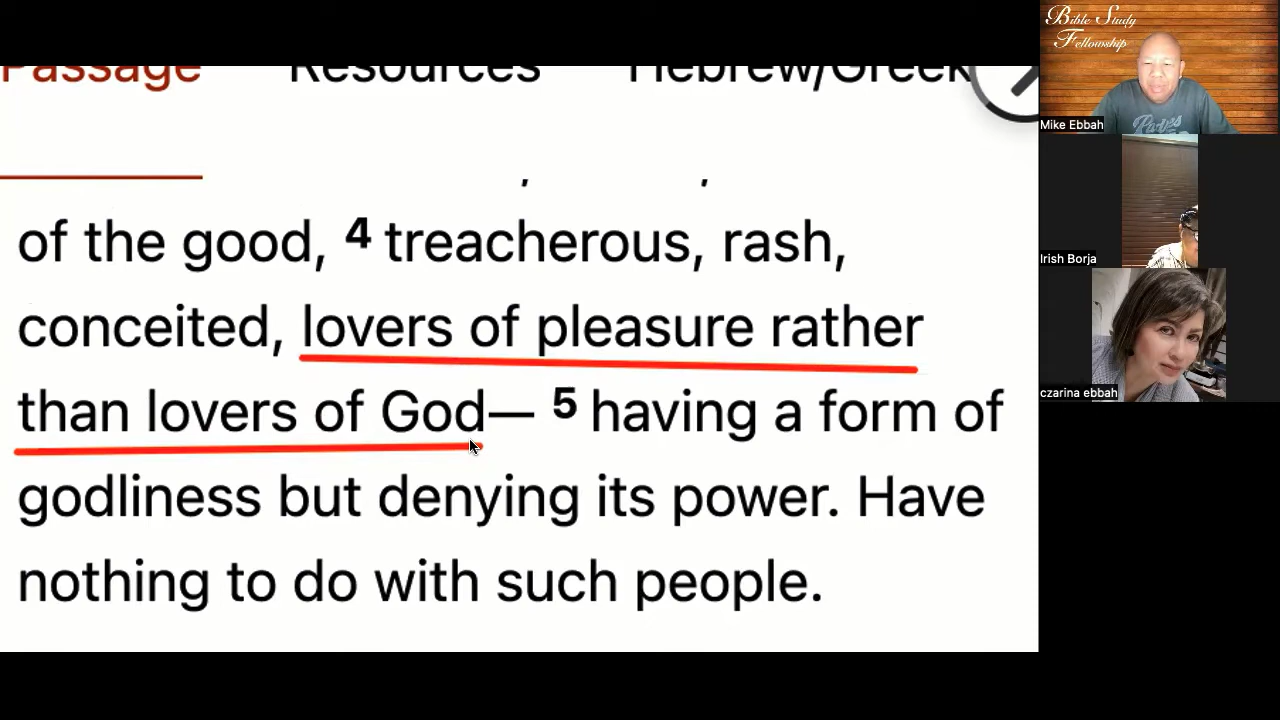 Passage Resources Hebrew/Greek
of the good, 4 treacherous, rash,
conceited, lovers of pleasure rather
than lovers of God— 5 having a form of
godliness but denying its power. Have
nothing to do with such people.
Bible Study
Fellowship
Padres
Mike Ebbah
Irish Borja
czarina ebbah